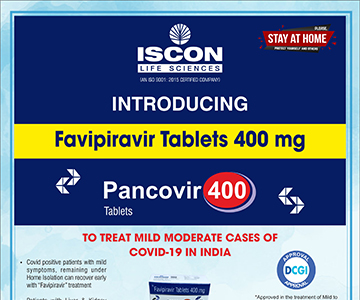 PLEASE,
STAY AT HOME
PROTECT YOURSELF AND OTHERS
ISCON
LIFE SCIENCES
(AN ISO 9001: 2015 CERTIFIED COMPANY)
INTRODUCING
Favipiravir Tablets 400 mg
Pancovir 400
Tablets
TO TREAT MILD MODERATE CASES OF
COVID-19 IN INDIA
• Covid positive patients with mild
symptoms, remaining under
Home Isolation can recover early
with "Favipiravir" treatment
APPROVAL
DCGI
APPROVAL
*Approved in the treatment of Mild to
Favipiravir Tablets 400 mg